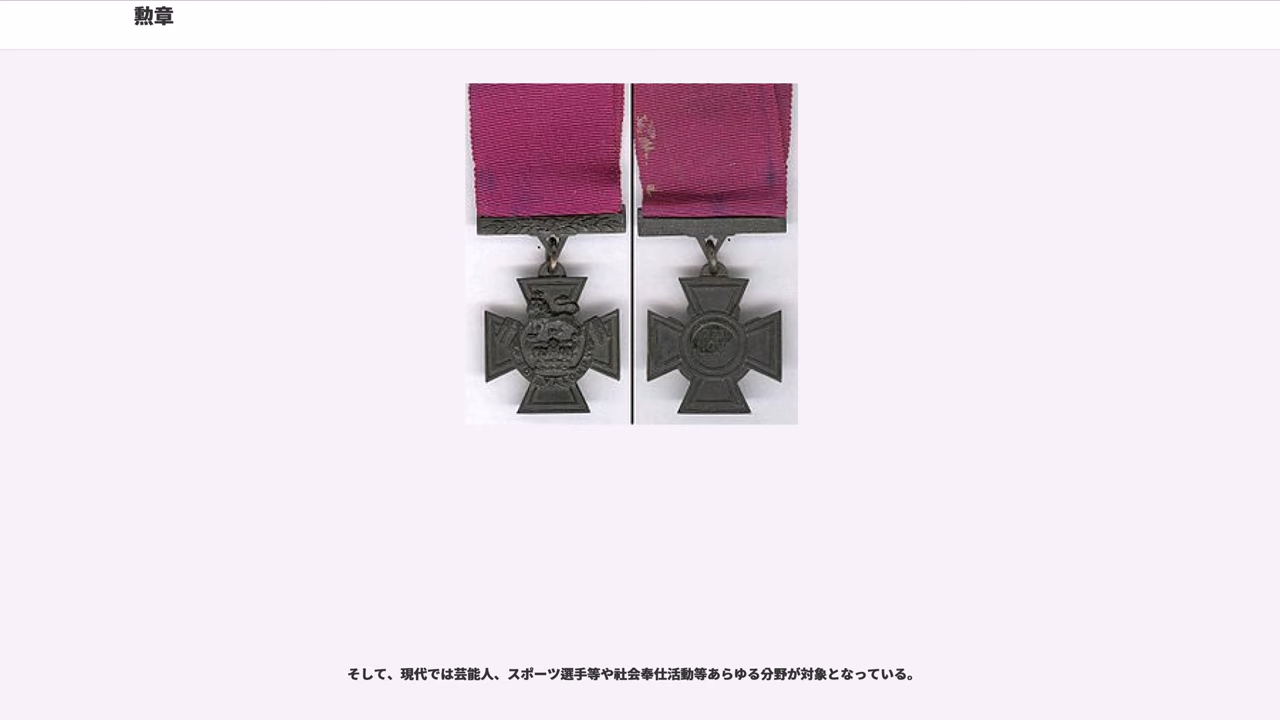 勲章
そして、現代では芸能人、スポーツ選手等や社会奉仕活動等あらゆる分野が対象となっている。